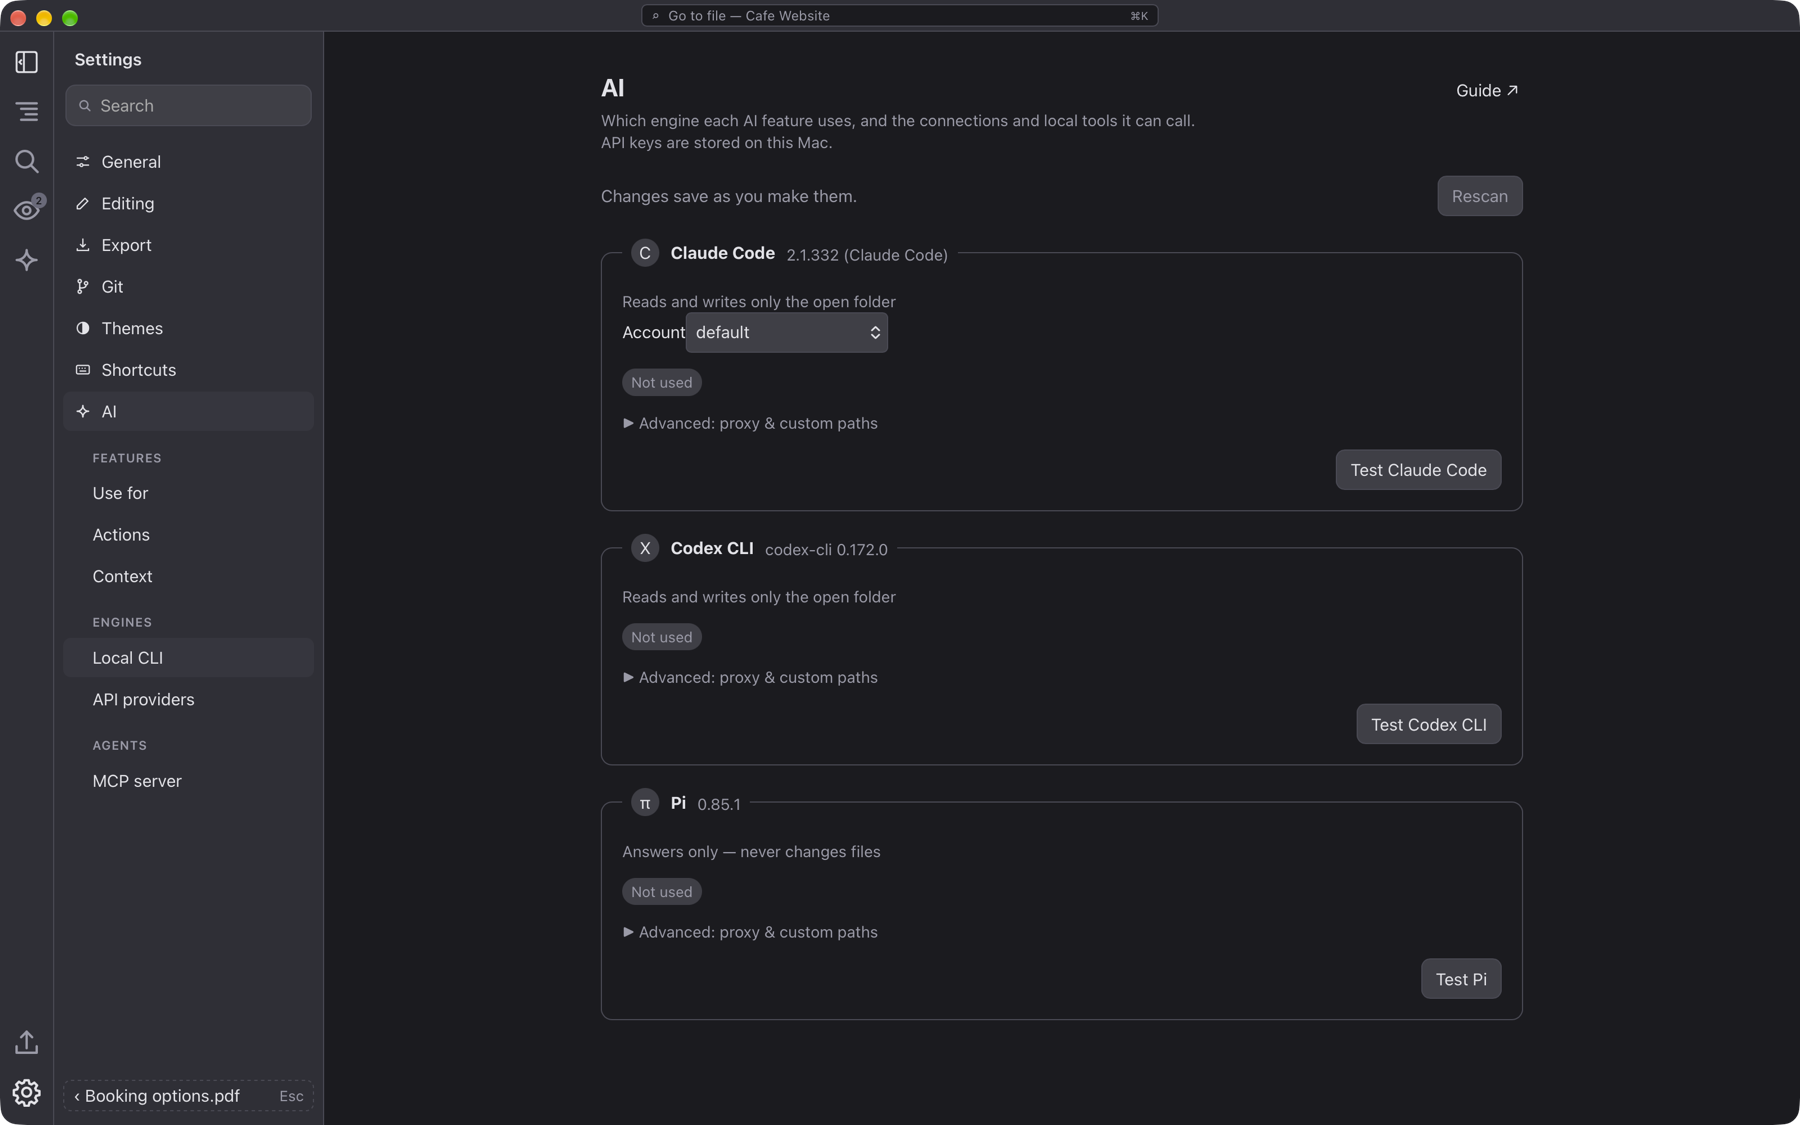 Go to file — Cafe Website ⌘K
Settings
Search
General
Editing
Export
Git
Themes
Shortcuts
AI
FEATURES
Use for
Actions
Context
ENGINES
Local CLI
API providers
AGENTS
MCP server
‹ Booking options.pdf Esc
2
AI
Guide ↗
Which engine each AI feature uses, and the connections and local tools it can call.
API keys are stored on this Mac.
Changes save as you make them.
Rescan
C Claude Code 2.1.332 (Claude Code)
Reads and writes only the open folder
Account default
Not used
▶ Advanced: proxy & custom paths
Test Claude Code
X Codex CLI codex-cli 0.172.0
Reads and writes only the open folder
Not used
▶ Advanced: proxy & custom paths
Test Codex CLI
π Pi 0.85.1
Answers only — never changes files
Not used
▶ Advanced: proxy & custom paths
Test Pi